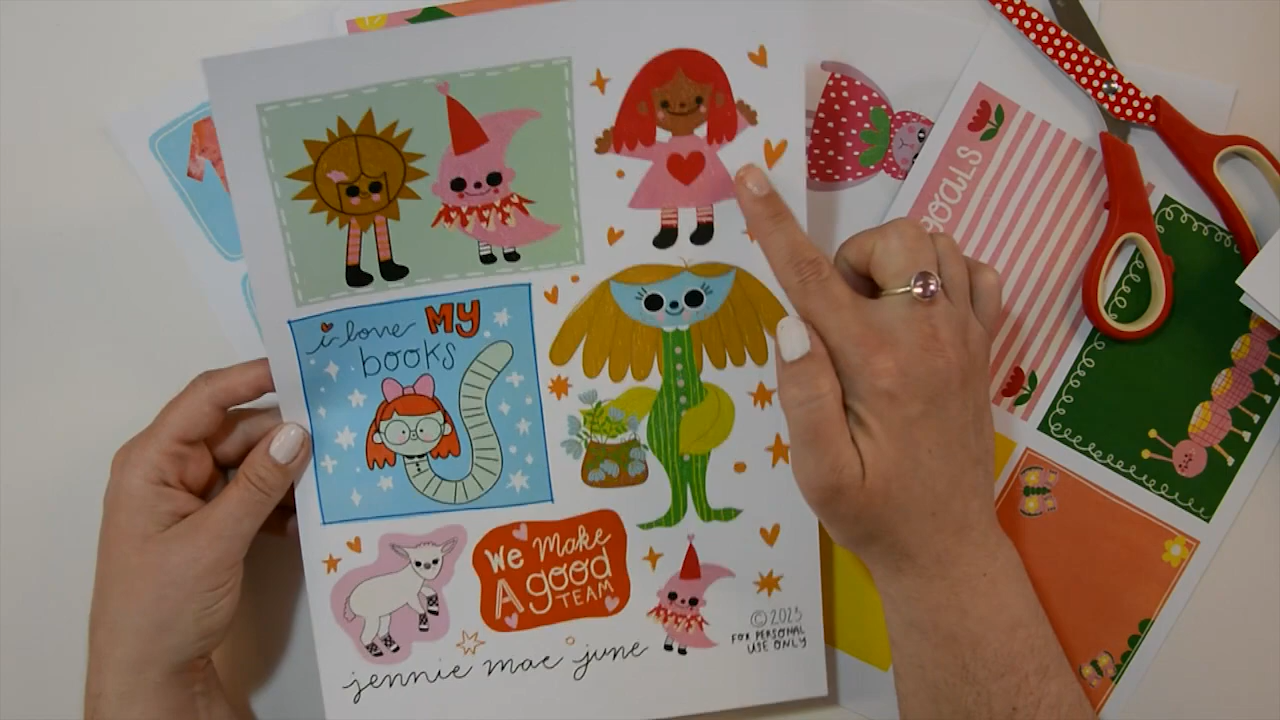 i love MY
books
We Make
A good
TEAM
jennie mae june
© 2023
FOR PERSONAL
USE ONLY
GOALS